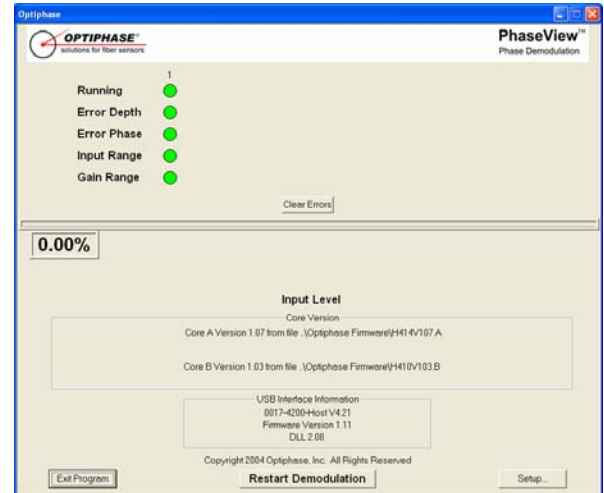 Optiphase
OPTIPHASE®
solutions for fiber sensors
PhaseView™
Phase Demodulation
1
Running
Error Depth
Error Phase
Input Range
Gain Range
Clear Errors
0.00%
Input Level
Core Version
Core A Version 1.07 from file ..\Optiphase Firmware\H414V107.A
Core B Version 1.03 from file ..\Optiphase Firmware\H410V103.B
USB Interface Information
0017-4200-Host V4.21
Firmware Version 1.11
DLL 2.08
Copyright 2004 Optiphase, Inc. All Rights Reserved
Exit Program
Restart Demodulation
Setup...